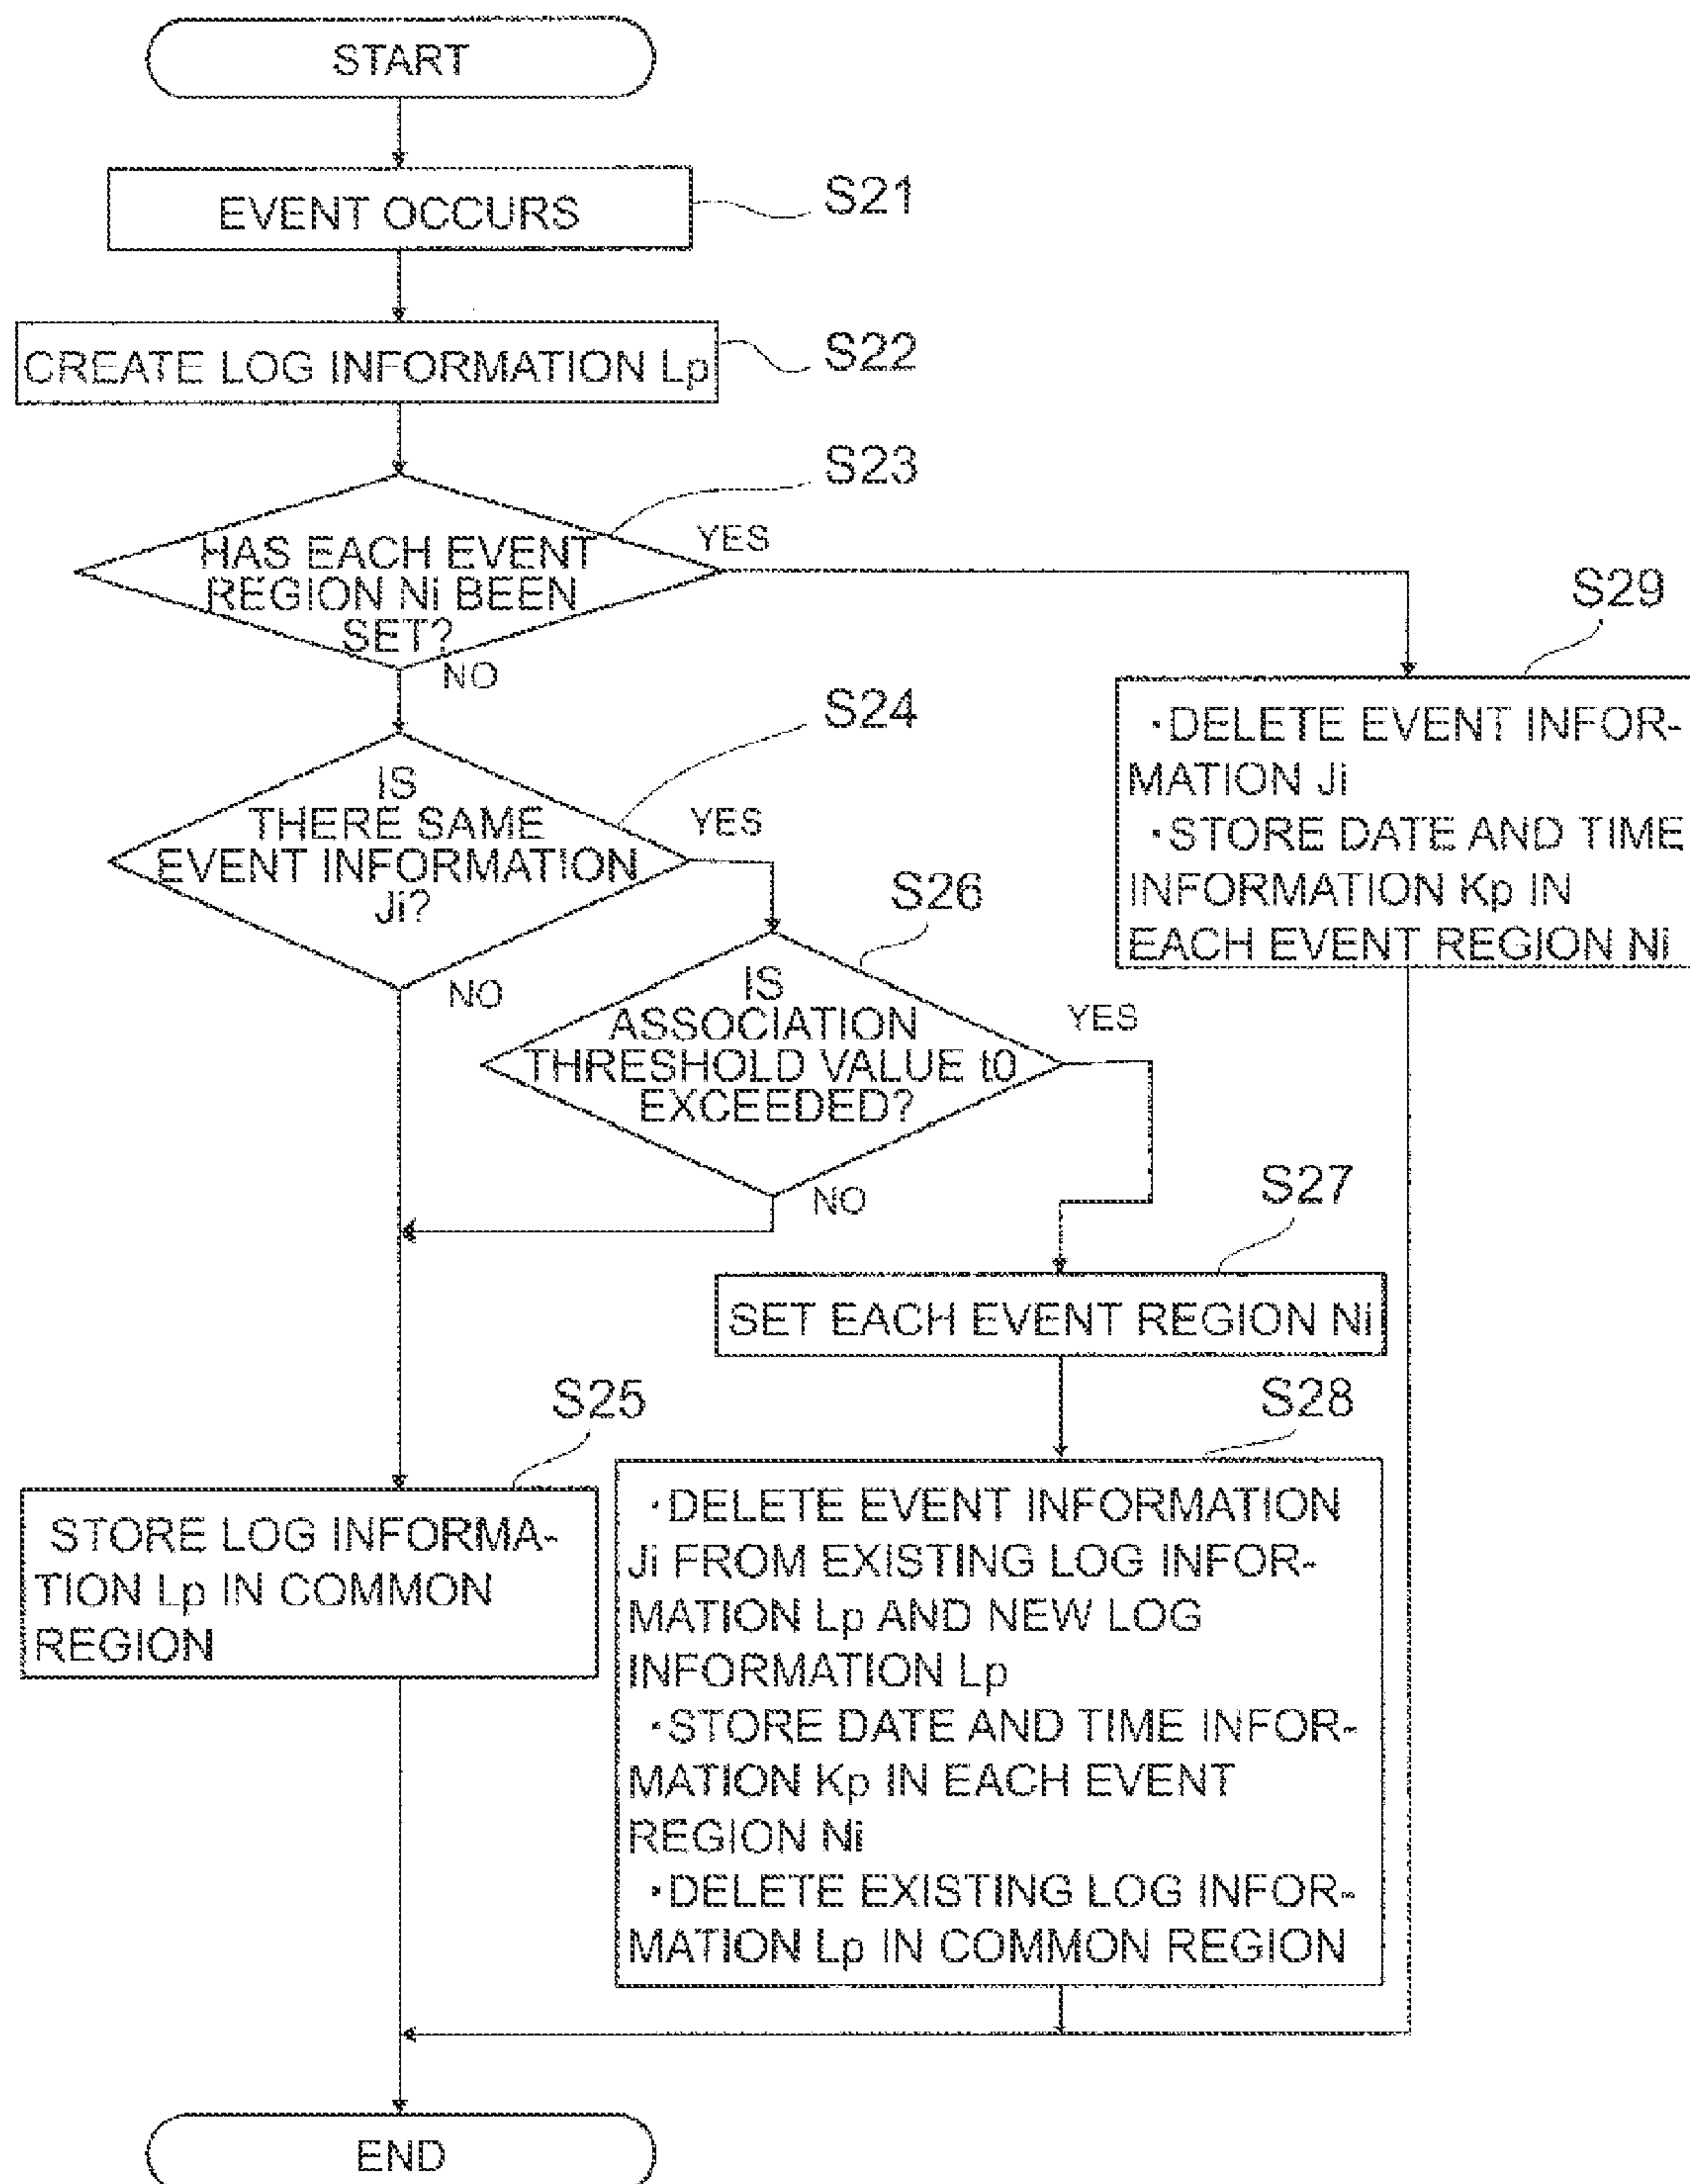 START
EVENT OCCURS
S21
CREATE LOG INFORMATION Lp
S22
S23
HAS EACH EVENT
REGION Ni BEEN
SET?
YES
NO
S29
·DELETE EVENT INFOR-
MATION Ji
·STORE DATE AND TIME
INFORMATION Kp IN
EACH EVENT REGION Ni
S24
IS
THERE SAME
EVENT INFORMATION
Ji?
YES
NO
S26
IS
ASSOCIATION
THRESHOLD VALUE t0
EXCEEDED?
YES
NO
S27
SET EACH EVENT REGION Ni
S25
STORE LOG INFORMA-
TION Lp IN COMMON
REGION
S28
·DELETE EVENT INFORMATION
Ji FROM EXISTING LOG INFOR-
MATION Lp AND NEW LOG
INFORMATION Lp
·STORE DATE AND TIME INFOR-
MATION Kp IN EACH EVENT
REGION Ni
·DELETE EXISTING LOG INFOR-
MATION Lp IN COMMON REGION
END